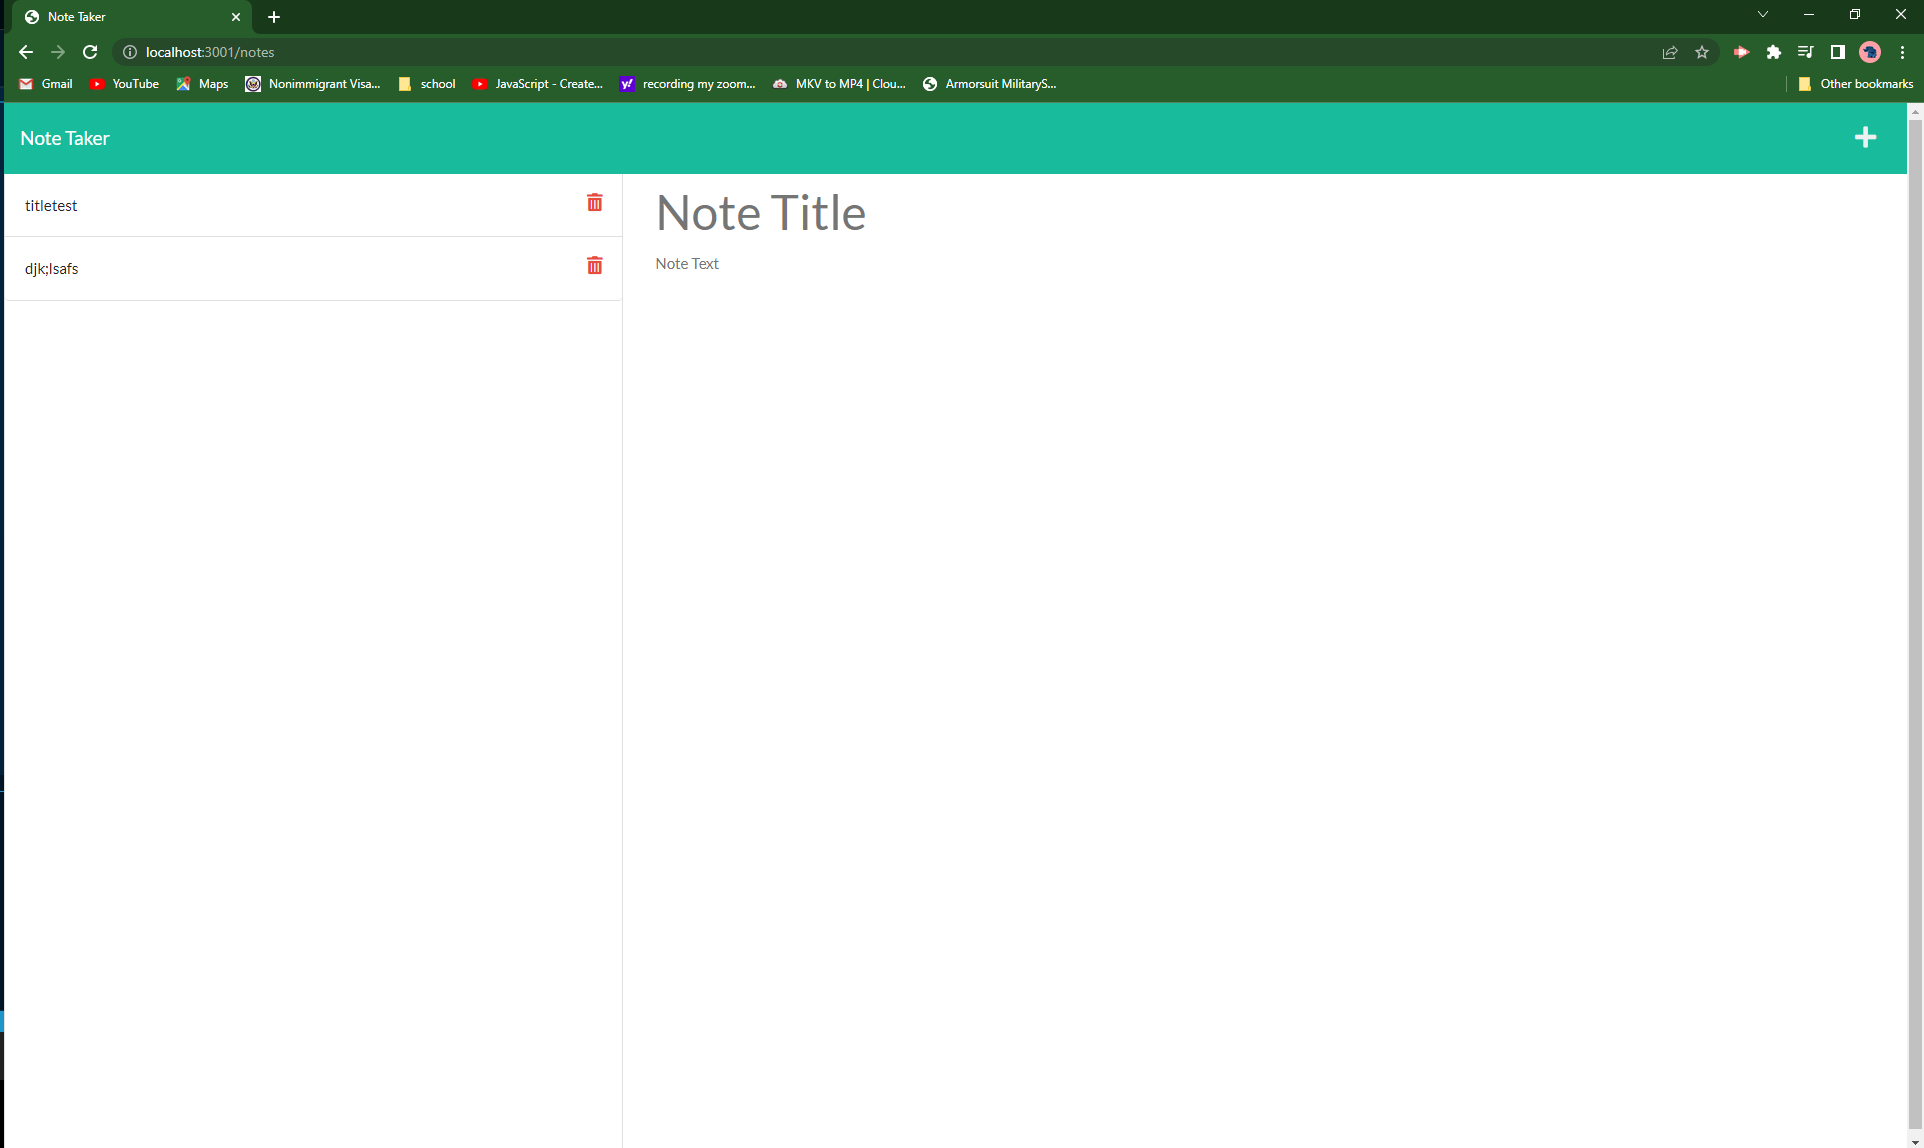 Note Taker
localhost:3001/notes
Gmail YouTube Maps Nonimmigrant Visa... school JavaScript - Create... recording my zoom... MKV to MP4 | Clou... Armorsuit MilitaryS... Other bookmarks
Note Taker
titletest
djk;lsafs
Note Title
Note Text